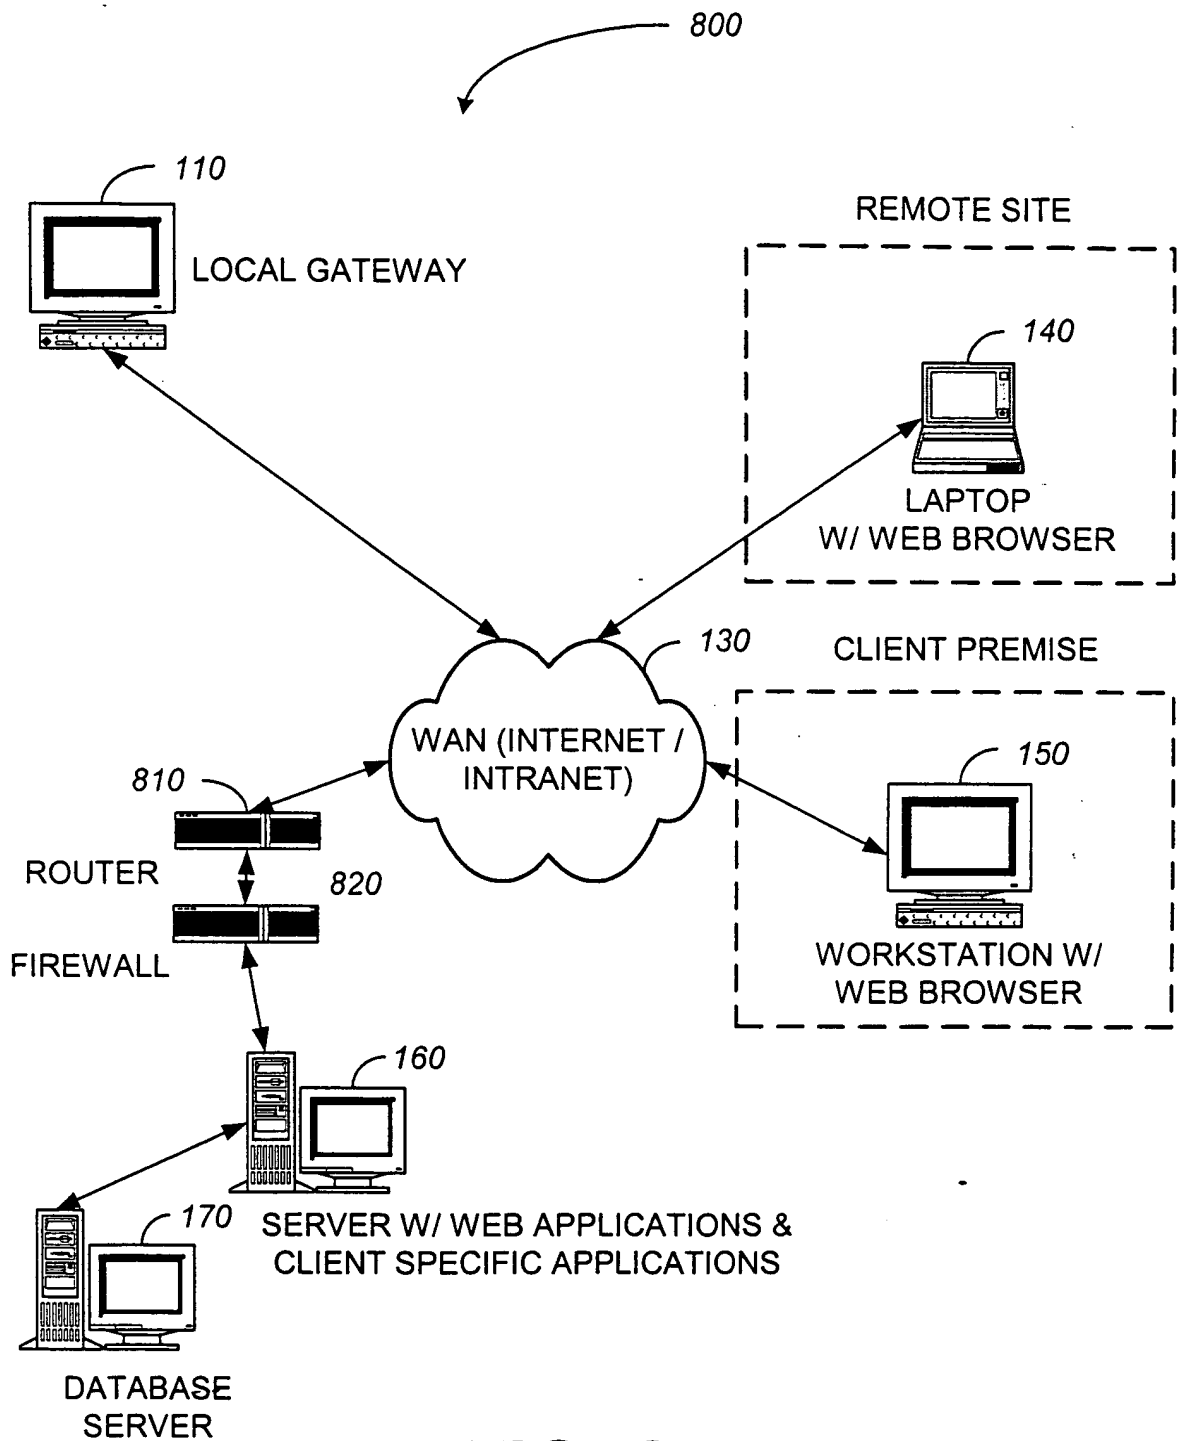 800
110
LOCAL GATEWAY
REMOTE SITE
140
LAPTOP
W/ WEB BROWSER
130
CLIENT PREMISE
WAN (INTERNET /
INTRANET)
150
810
ROUTER
820
FIREWALL
WORKSTATION W/
WEB BROWSER
160
170
SERVER W/ WEB APPLICATIONS &
CLIENT SPECIFIC APPLICATIONS
DATABASE
SERVER